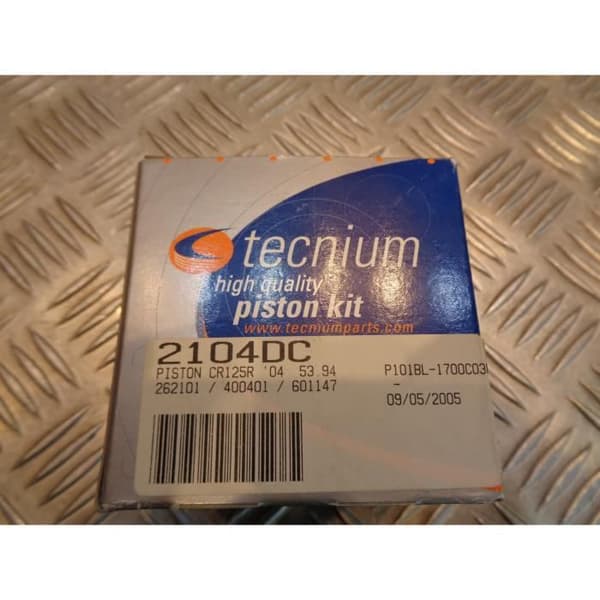 tecnium
high quality
piston kit
www.tecniumparts.com
2104DC
PISTON CR125R '04 53.94
262101 / 400401 / 601147
P101BL-1700C03
-
09/05/2005